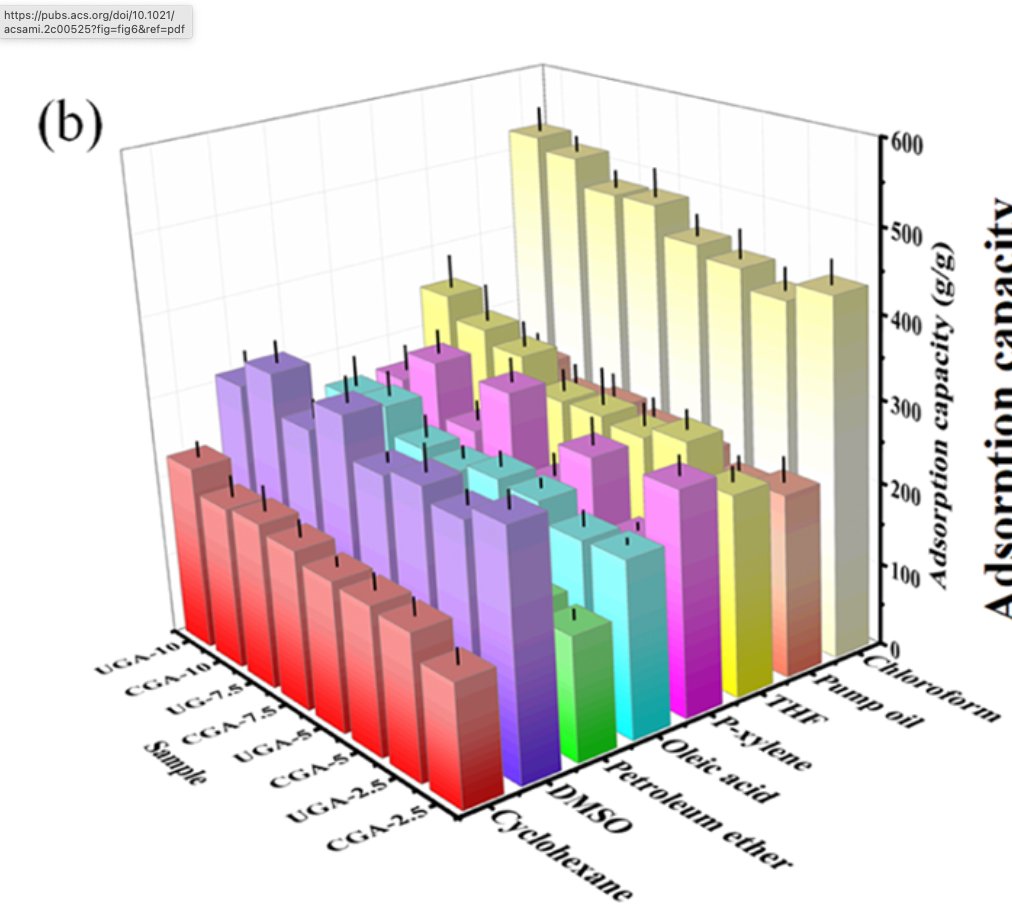 https://pubs.acs.org/doi/10.1021/
acsami.2c00525?fig=fig6&ref=pdf
(b)
600
500
400
300
200
100
0
Adsorption capacity (g/g)
Adsorption capacity
UGA-10
CGA-10
UG-7.5
CGA-7.5
UGA-5
CGA-5
UGA-2.5
CGA-2.5
Sample
Cyclohexane
DMSO
Petroleum ether
Oleic acid
P-xylene
THF
Pump oil
Chloroform